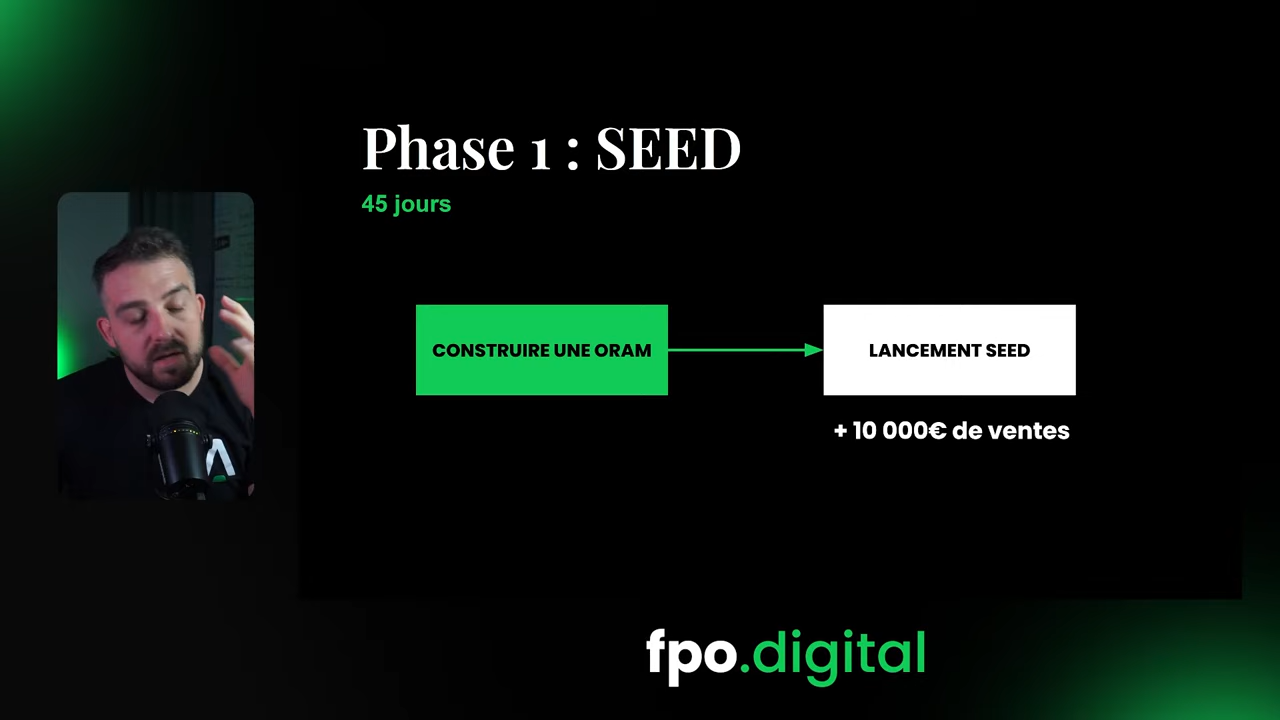 Phase 1 : SEED
45 jours
CONSTRUIRE UNE ORAM
LANCEMENT SEED
+ 10 000€ de ventes
fpo.digital